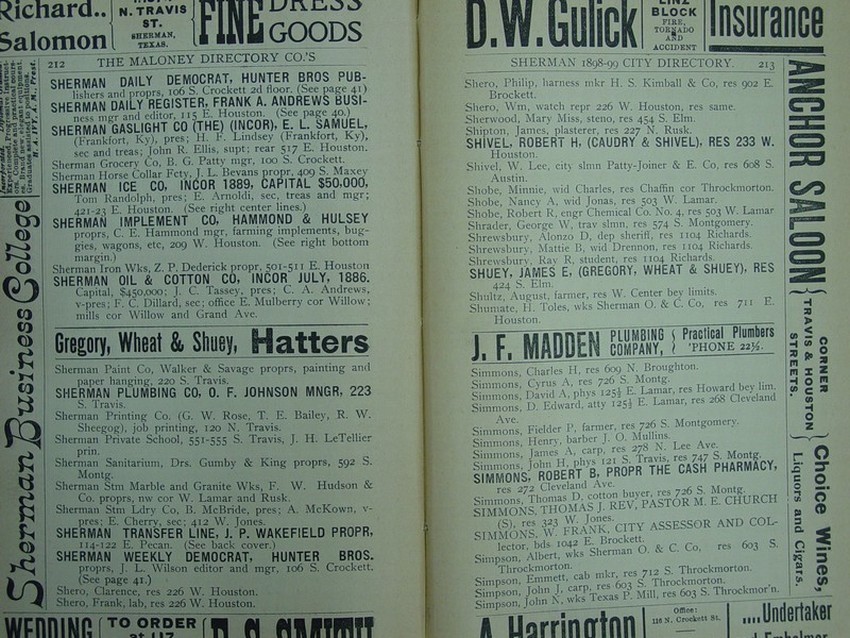 Richard..
Salomon
N. TRAVIS
ST.
SHERMAN,
TEXAS.
FINE
DRESS
GOODS
212 THE MALONEY DIRECTORY CO.'S
SHERMAN DAILY DEMOCRAT, HUNTER BROS PUB-
lishers and proprs, 106 S. Crockett 2d floor. (See page 41)
SHERMAN DAILY REGISTER, FRANK A. ANDREWS BUSI-
ness mgr and editor, 115 E. Houston. (See page 40.)
SHERMAN GASLIGHT CO (THE) (INCOR), E. L. SAMUEL,
(Frankfort, Ky), pres; H. F. Lindsey (Frankfort, Ky),
sec and treas; John R. Ellis, supt; rear 517 E. Houston.
Sherman Grocery Co, B. G. Patty mgr, 100 S. Crockett.
Sherman Horse Collar Fcty, J. L. Bevans propr, 409 S. Maxey
SHERMAN ICE CO, INCOR 1889, CAPITAL $50,000,
Tom Randolph, pres; E. Arnoldi, sec, treas and mgr;
421-23 E. Houston. (See right center lines.)
SHERMAN IMPLEMENT CO, HAMMOND & HULSEY
proprs, C. E. Hammond mgr, farming implements, bug-
gies, wagons, etc, 209 W. Houston. (See right bottom
margin.)
Sherman Iron Wks, Z. P. Dederick propr, 501-511 E. Houston
SHERMAN OIL & COTTON CO, INCOR JULY, 1886.
Capital, $450,000; J. C. Tassey, pres; C. A. Andrews,
v-pres; F. C. Dillard, sec; office E. Mulberry cor Willow;
mills cor Willow and Grand Ave.
Gregory, Wheat & Shuey, Hatters
Sherman Paint Co, Walker & Savage proprs, painting and
paper hanging, 220 S. Travis.
SHERMAN PLUMBING CO, O. F. JOHNSON MNGR, 223
S. Travis.
Sherman Printing Co. (G. W. Rose, T. E. Bailey, R. W.
Sheegog), job printing, 120 N. Travis.
Sherman Private School, 551-555 S. Travis, J. H. LeTellier
prin.
Sherman Sanitarium, Drs. Gumby & King proprs, 592 S.
Montg.
Sherman Stm Marble and Granite Wks, F. W. Hudson &
Co. proprs, nw cor W. Lamar and Rusk.
Sherman Stm Ldry Co, B. McBride, pres; A. McKown, v-
pres; E. Cherry, sec; 412 W. Jones.
SHERMAN TRANSFER LINE, J. P. WAKEFIELD PROPR,
114-122 E. Pecan. (See back cover.)
SHERMAN WEEKLY DEMOCRAT, HUNTER BROS.
proprs, J. L. Wilson editor and mgr, 106 S. Crockett.
(See page 41.)
Shero, Clarence, res 226 W. Houston.
Shero, Frank, lab, res 226 W. Houston.
Sherman Business College
WEDDING
TO ORDER
at 117
D. S. SMITH
D. W. Gulick
LINZ
BLOCK
FIRE,
TORNADO
AND
ACCIDENT
Insurance
SHERMAN 1898-99 CITY DIRECTORY. 213
Shero, Philip, harness mkr H. S. Kimball & Co, res 902 E.
Brockett.
Shero, Wm, watch repr 226 W. Houston, res same.
Sherwood, Mary Miss, steno, res 454 S. Elm.
Shipton, James, plasterer, res 227 N. Rusk.
SHIVEL, ROBERT H, (CAUDRY & SHIVEL), RES 233 W.
Houston.
Shivel, W. Lee, city slmn Patty-Joiner & E. Co, res 608 S.
Austin.
Shobe, Minnie, wid Charles, res Chaffin cor Throckmorton.
Shobe, Nancy A, wid Jonas, res 503 W. Lamar.
Shobe, Robert R, engr Chemical Co. No. 4, res 503 W. Lamar
Shrader, George W, trav slmn, res 574 S. Montgomery.
Shrewsbury, Alonzo D, dep sheriff, res 1104 Richards.
Shrewsbury, Mattie B, wid Drennon, res 1104 Richards.
Shrewsbury, Ray R, student, res 1104 Richards.
SHUEY, JAMES E, (GREGORY, WHEAT & SHUEY), RES
424 S. Elm.
Shultz, August, farmer, res W. Center bey limits.
Shumate, H. Toles, wks Sherman O. & C. Co, res 711 E.
Houston.
J. F. MADDEN PLUMBING COMPANY, Practical Plumbers 'PHONE 22½.
Simmons, Charles H, res 609 N. Broughton.
Simmons, Cyrus A, res 726 S. Montg.
Simmons, David A, phys 125½ E. Lamar, res Howard bey lim.
Simmons, D. Edward, atty 125½ E. Lamar, res 268 Cleveland
Ave.
Simmons, Fielder P, farmer, res 726 S. Montgomery.
Simmons, Henry, barber J. O. Mullins.
Simmons, James A, carp, res 278 N. Lee Ave.
Simmons, John H, phys 121 S. Travis, res 747 S. Montg.
SIMMONS, ROBERT B, PROPR THE CASH PHARMACY,
res 272 Cleveland Ave.
Simmons, Thomas D, cotton buyer, res 726 S. Montg.
SIMMONS, THOMAS J. REV, PASTOR M. E. CHURCH
(S), res 323 W. Jones.
SIMMONS, W. FRANK, CITY ASSESSOR AND COL-
lector, bds 1042 E. Brockett.
Simpson, Albert, wks Sherman O. & C. Co, res 603 S.
Throckmorton.
Simpson, Emmett, cab mkr, res 712 S. Throckmorton.
Simpson, John G, carp, res 603 S. Throckmorton.
Simpson, John N, wks Texas P. Mill, res 603 S. Throckmor'n.
ANCHOR SALOON
CORNER
TRAVIS & HOUSTON
STREETS.
Choice Wines,
Liquors and Cigars.
A. Harrington
Office:
118 N. Crockett St.
....Undertaker